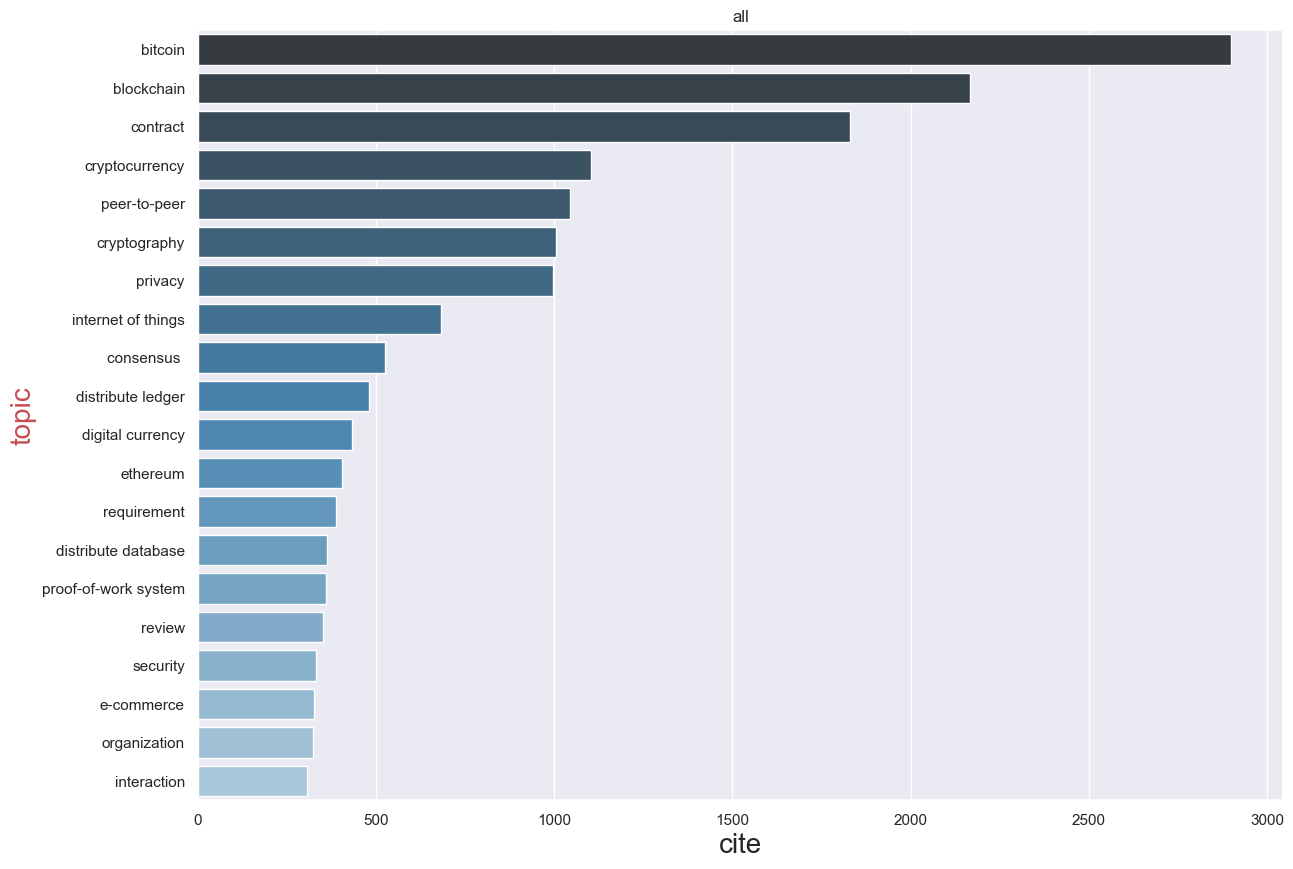 all
bitcoin
blockchain
contract
cryptocurrency
peer-to-peer
cryptography
privacy
internet of things
consensus
distribute ledger
digital currency
ethereum
requirement
distribute database
proof-of-work system
review
security
e-commerce
organization
interaction
topic
0 500 1000 1500 2000 2500 3000
cite